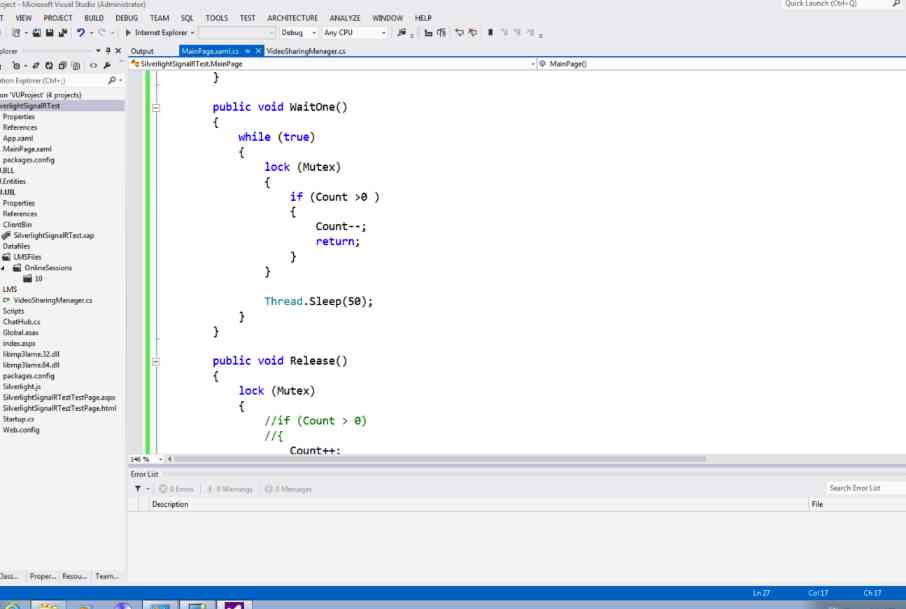 oject - Microsoft Visual Studio (Administrator)
Quick Launch (Ctrl+Q)
T VIEW PROJECT BUILD DEBUG TEAM SQL TOOLS TEST ARCHITECTURE ANALYZE WINDOW HELP
Internet Explorer Debug Any CPU
plorer
Output MainPage.xaml.cs VideoSharingManager.cs
SilverlightSignalRTest.MainPage MainPage()
ution Explorer (Ctrl+;)
on 'VUProject' (4 projects)
verlightSignalRTest
Properties
References
App.xaml
MainPage.xaml
packages.config
.BLL
.Entities
.UBL
Properties
References
ClientBin
SilverlightSignalRTest.xap
Datafiles
LMSFiles
OnlineSessions
10
LMS
C# VideoSharingManager.cs
Scripts
ChatHub.cs
Global.asax
index.aspx
libmp3lame.32.dll
libmp3lame.64.dll
packages.config
Silverlight.js
SilverlightSignalRTestTestPage.aspx
SilverlightSignalRTestTestPage.html
Startup.cs
Web.config
}
public void WaitOne()
{
while (true)
{
lock (Mutex)
{
if (Count >0 )
{
Count--;
return;
}
}
Thread.Sleep(50);
}
}
public void Release()
{
lock (Mutex)
{
//if (Count > 0)
//{
Count++;
146 %
Error List
0 Errors 0 Warnings 0 Messages
Search Error List
Description File
Class... Proper... Resou... Team...
Ln 27 Col 17 Ch 17